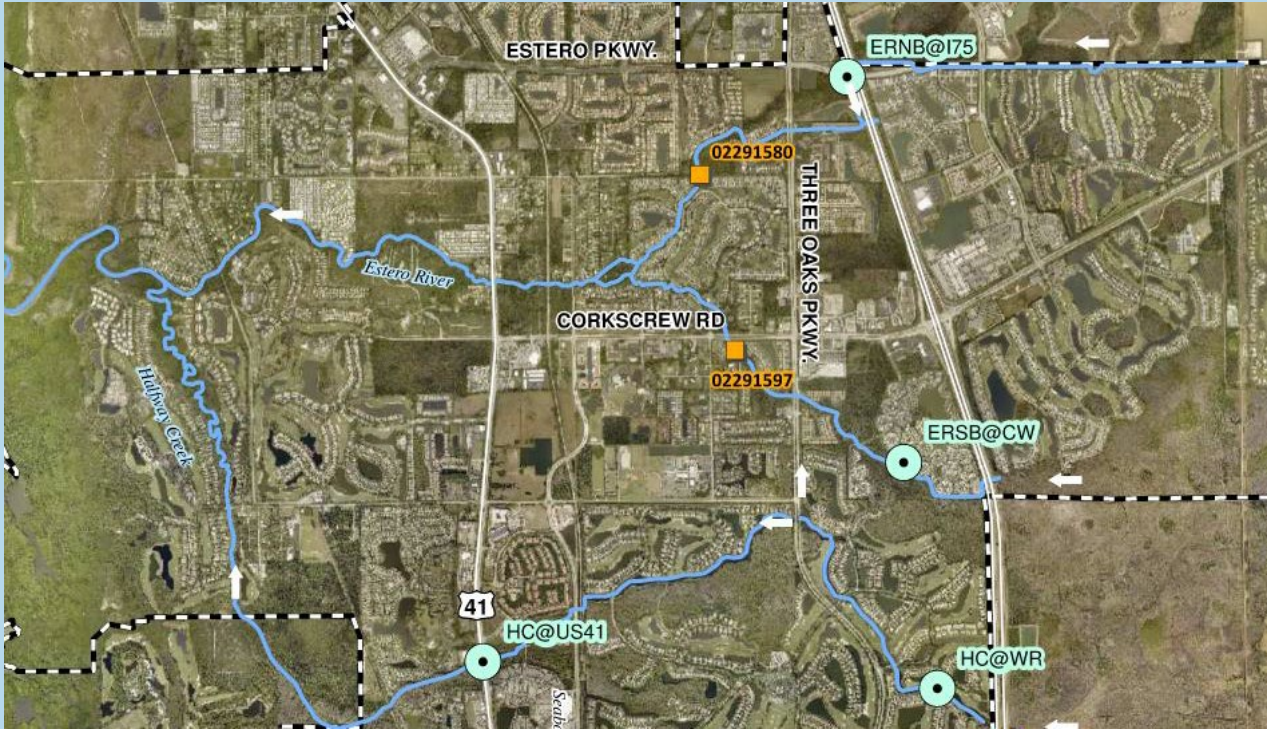 ESTERO PKWY.
ERNB@I75
02291580
THREE OAKS PKWY.
Estero River
CORKSCREW RD
02291597
Halfway Creek
ERSB@CW
41
HC@US41
HC@WR